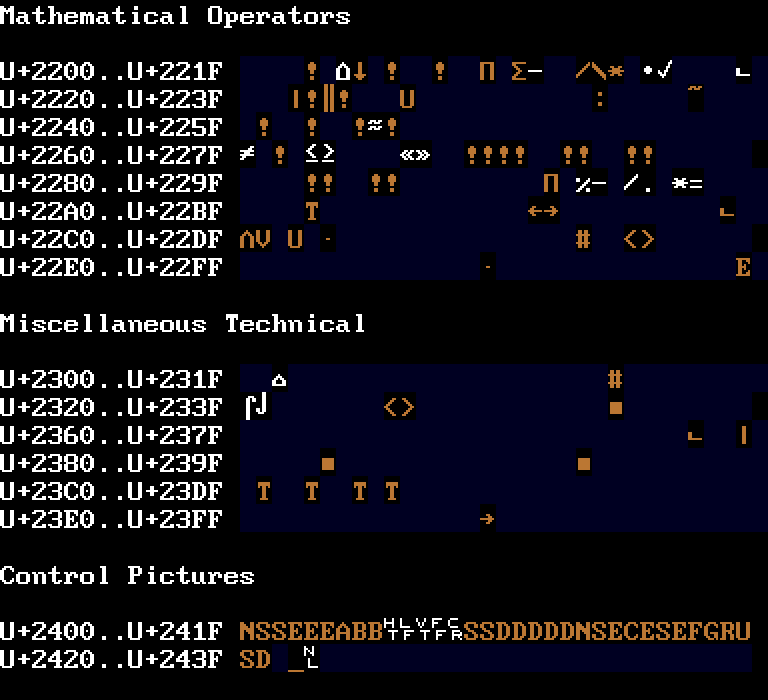 Mathematical Operators
U+2200..U+221F ! ⌂↓ ! ! Π Σ− /\* •√ ∟
U+2220..U+223F |!‖! U : ~
U+2240..U+225F ! ! !≈!
U+2260..U+227F ≠ ! ≤≥ «» !!!! !! !!
U+2280..U+229F !! !! Π ⁒− /. *=
U+22A0..U+22BF T ←→ ∟
U+22C0..U+22DF ∩V U · # <>
U+22E0..U+22FF · E
Miscellaneous Technical
U+2300..U+231F ⌂ #
U+2320..U+233F ⌠⌡ <> ■
U+2360..U+237F ∟ |
U+2380..U+239F ■ ■
U+23C0..U+23DF T T T T
U+23E0..U+23FF →
Control Pictures
U+2400..U+241F NSSEEEABB␉␊␋␌␍SSDDDDDNSECESEFGRU
U+2420..U+243F SD _␤